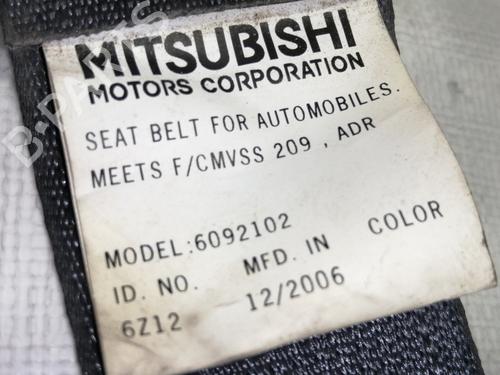 MITSUBISHI
MOTORS CORPORATION
SEAT BELT FOR AUTOMOBILES.
MEETS F/CMVSS 209 , ADR
MODEL:6092102
ID. NO. MFD. IN COLOR
6Z12 12/2006
B-PARTS